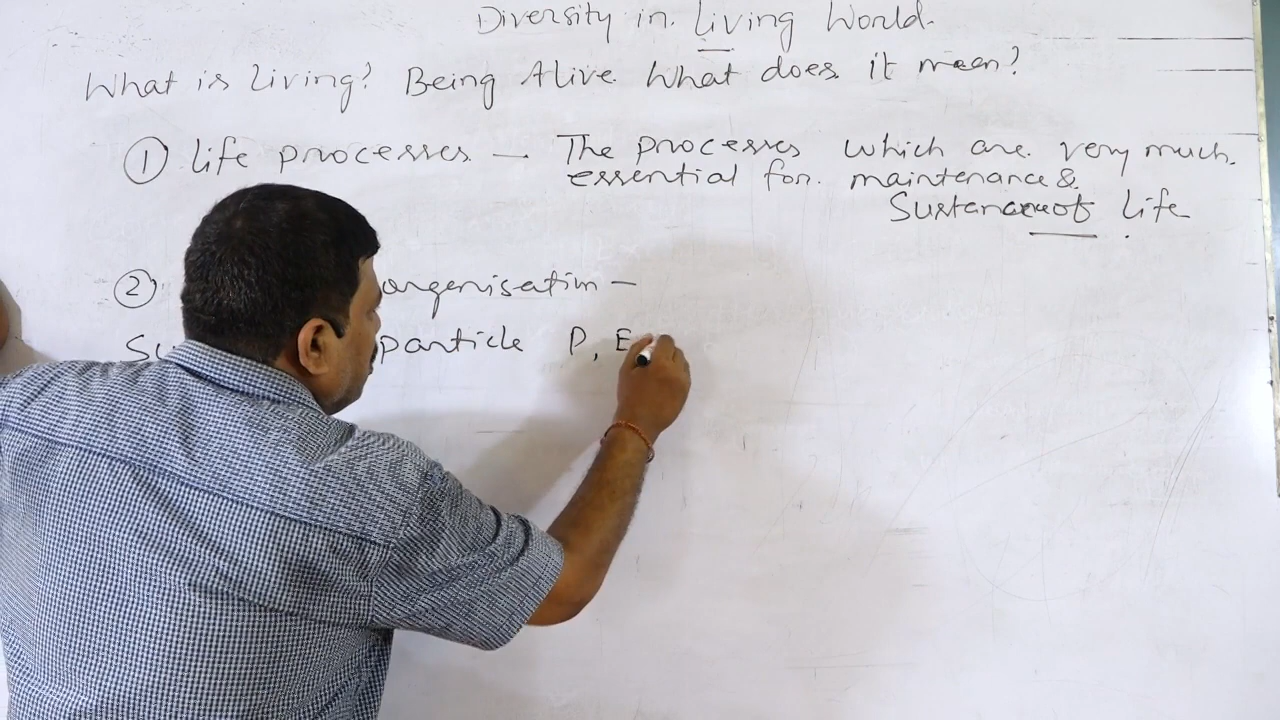 Diversity in Living World.
What is Living? Being Alive What does it mean?
① Life processes — The processes which are very much
essential for maintenance &
Sustenance of Life
② organisation —
particle P, E